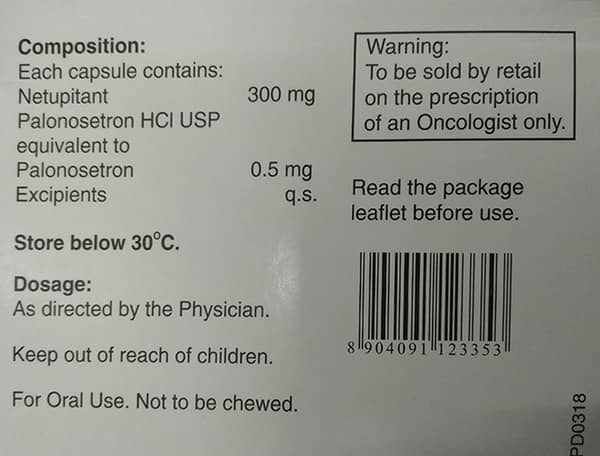 Composition:
Each capsule contains:
Netupitant 300 mg
Palonosetron HCl USP
equivalent to
Palonosetron 0.5 mg
Excipients q.s.
Store below 30°C.
Dosage:
As directed by the Physician.
Keep out of reach of children.
For Oral Use. Not to be chewed.
Warning:
To be sold by retail
on the prescription
of an Oncologist only.
Read the package
leaflet before use.
8 904091 123353
PD0318